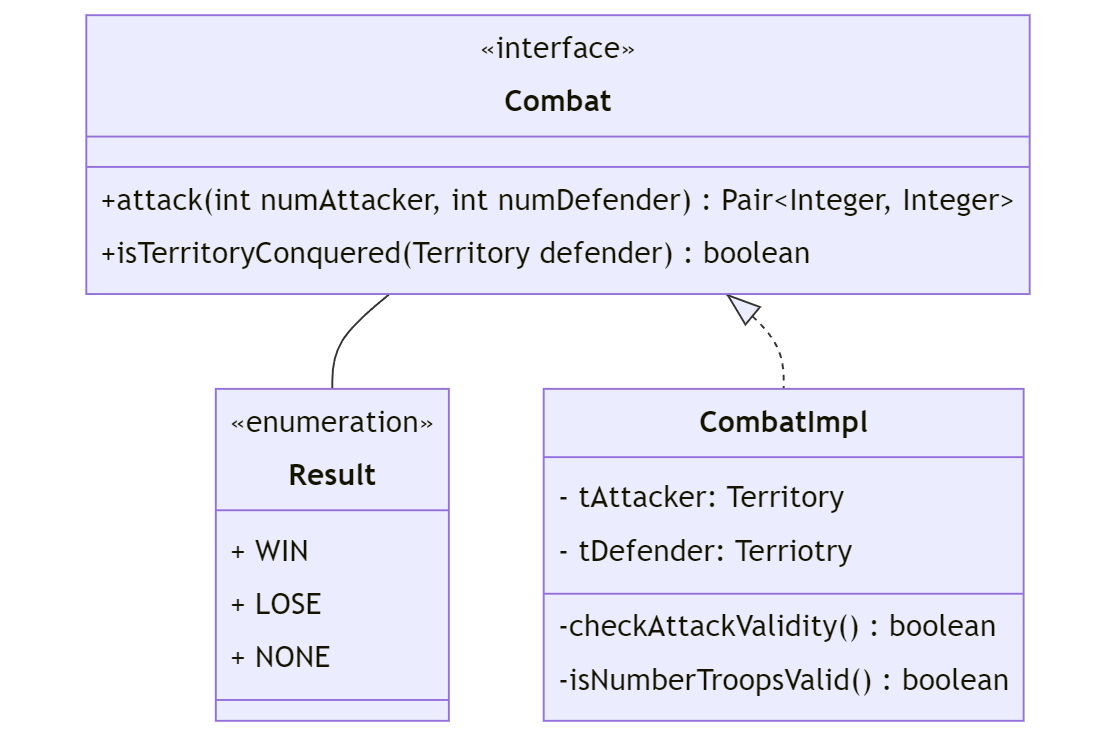 «interface»
Combat
+attack(int numAttacker, int numDefender) : Pair<Integer, Integer>
+isTerritoryConquered(Territory defender) : boolean
«enumeration»
Result
+ WIN
+ LOSE
+ NONE
CombatImpl
- tAttacker: Territory
- tDefender: Terriotry
-checkAttackValidity() : boolean
-isNumberTroopsValid() : boolean